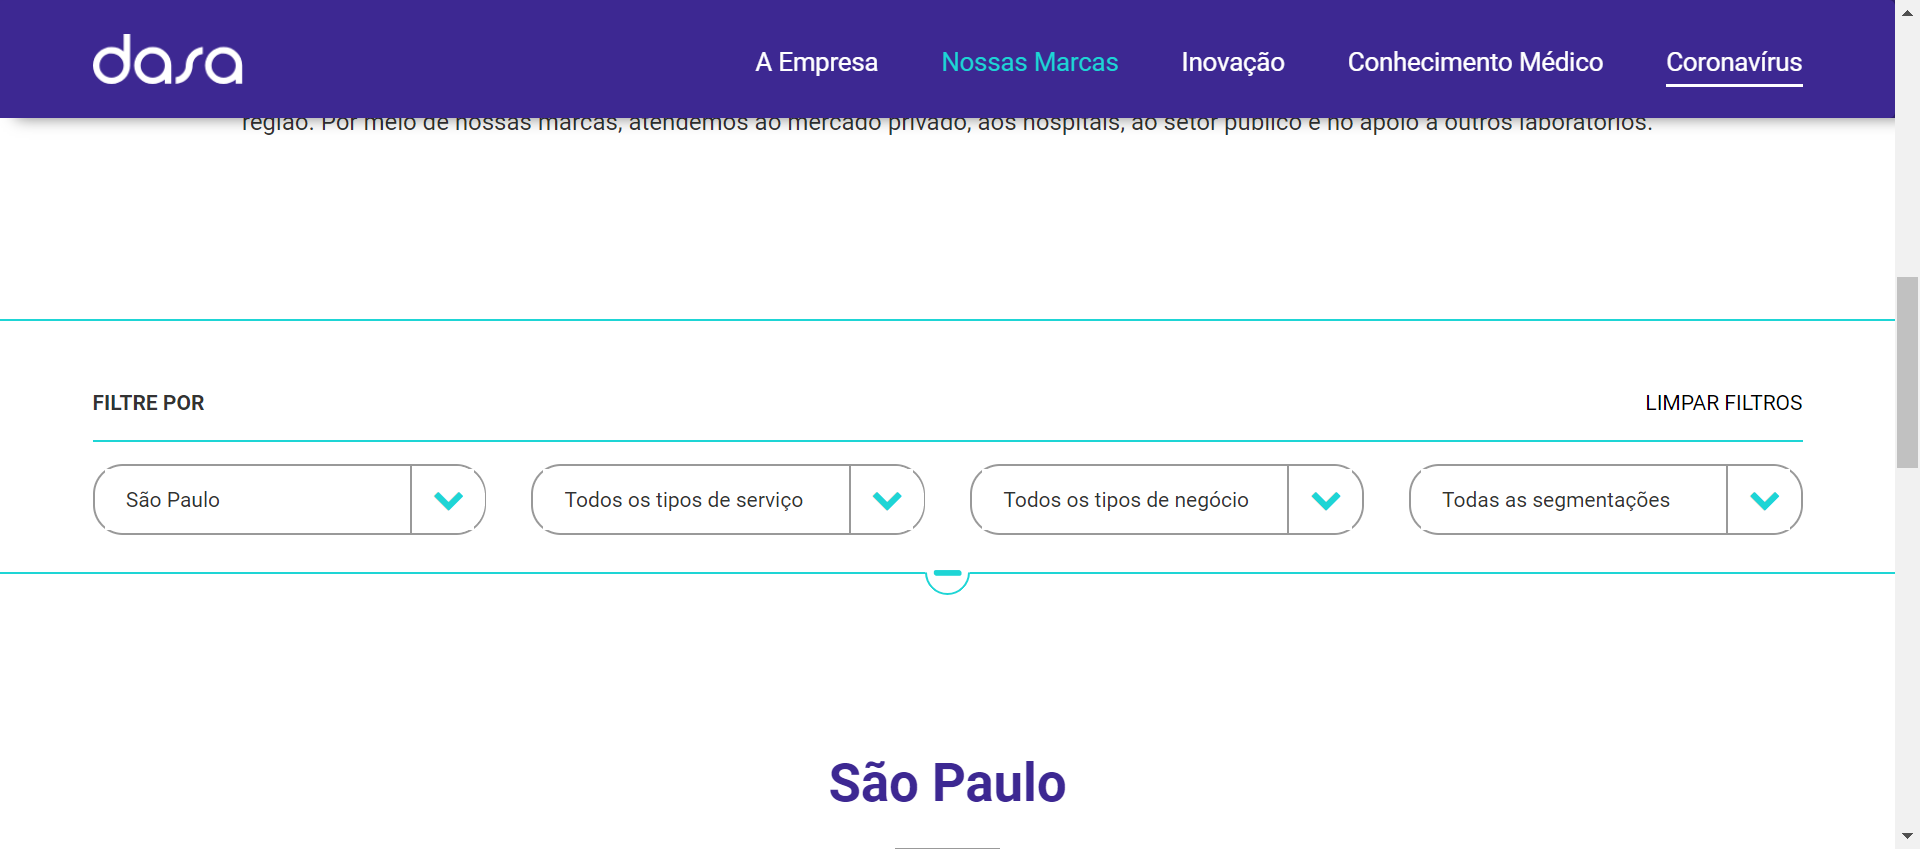 dasa
A Empresa Nossas Marcas Inovação Conhecimento Médico Coronavírus
região. Por meio de nossas marcas, atendemos ao mercado privado, aos hospitais, ao setor público e no apoio a outros laboratórios.
FILTRE POR LIMPAR FILTROS
São Paulo Todos os tipos de serviço Todos os tipos de negócio Todas as segmentações
São Paulo